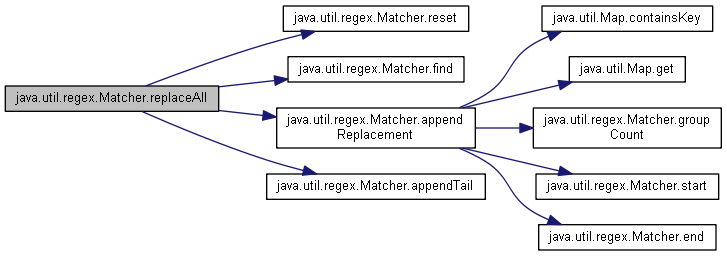 java.util.regex.Matcher.replaceAll
java.util.regex.Matcher.reset
java.util.regex.Matcher.find
java.util.regex.Matcher.append
Replacement
java.util.regex.Matcher.appendTail
java.util.Map.containsKey
java.util.Map.get
java.util.regex.Matcher.group
Count
java.util.regex.Matcher.start
java.util.regex.Matcher.end